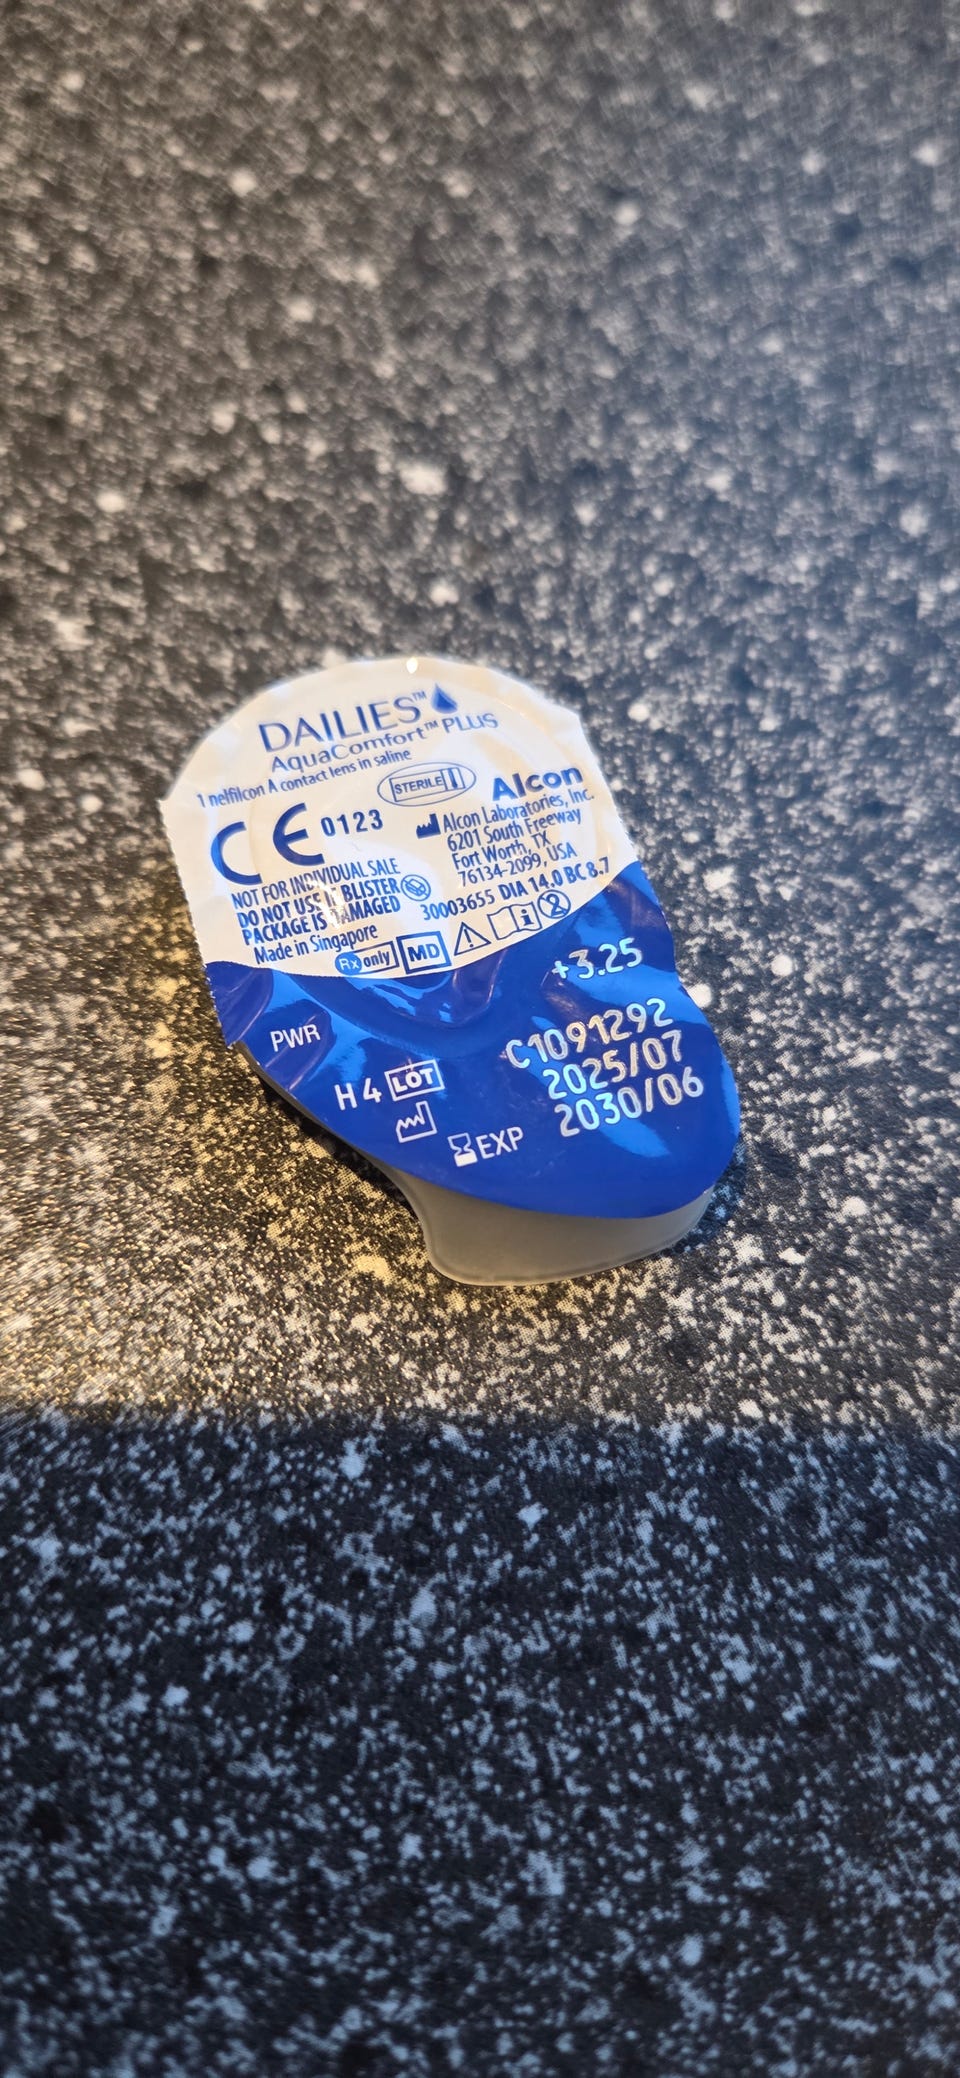 DAILIES™
AquaComfort™ PLUS
1 nelfilcon A contact lens in saline
STERILE
Alcon
CE 0123
Alcon Laboratories, Inc.
6201 South Freeway
Fort Worth, TX
76134-2099, USA
NOT FOR INDIVIDUAL SALE
DO NOT USE IF BLISTER
PACKAGE IS DAMAGED
Made in Singapore
30003655 DIA 14.0 BC 8.7
Rx only MD
PWR +3.25
H 4 LOT C1091292
2025/07
EXP 2030/06